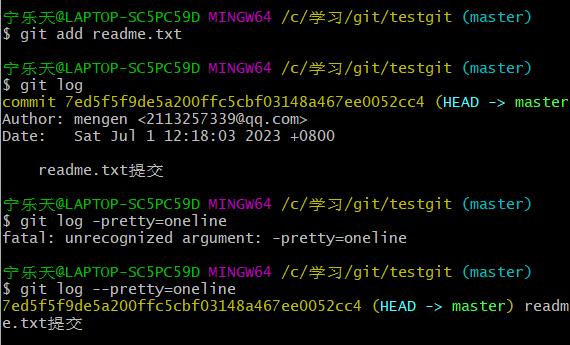 宁乐天@LAPTOP-SC5PC59D MINGW64 /c/学习/git/testgit (master)
$ git add readme.txt
宁乐天@LAPTOP-SC5PC59D MINGW64 /c/学习/git/testgit (master)
$ git log
commit 7ed5f5f9de5a200ffc5cbf03148a467ee0052cc4 (HEAD -> master
Author: mengen <2113257339@qq.com>
Date:   Sat Jul 1 12:18:03 2023 +0800
    readme.txt提交
宁乐天@LAPTOP-SC5PC59D MINGW64 /c/学习/git/testgit (master)
$ git log -pretty=oneline
fatal: unrecognized argument: -pretty=oneline
宁乐天@LAPTOP-SC5PC59D MINGW64 /c/学习/git/testgit (master)
$ git log --pretty=oneline
7ed5f5f9de5a200ffc5cbf03148a467ee0052cc4 (HEAD -> master) readm
e.txt提交